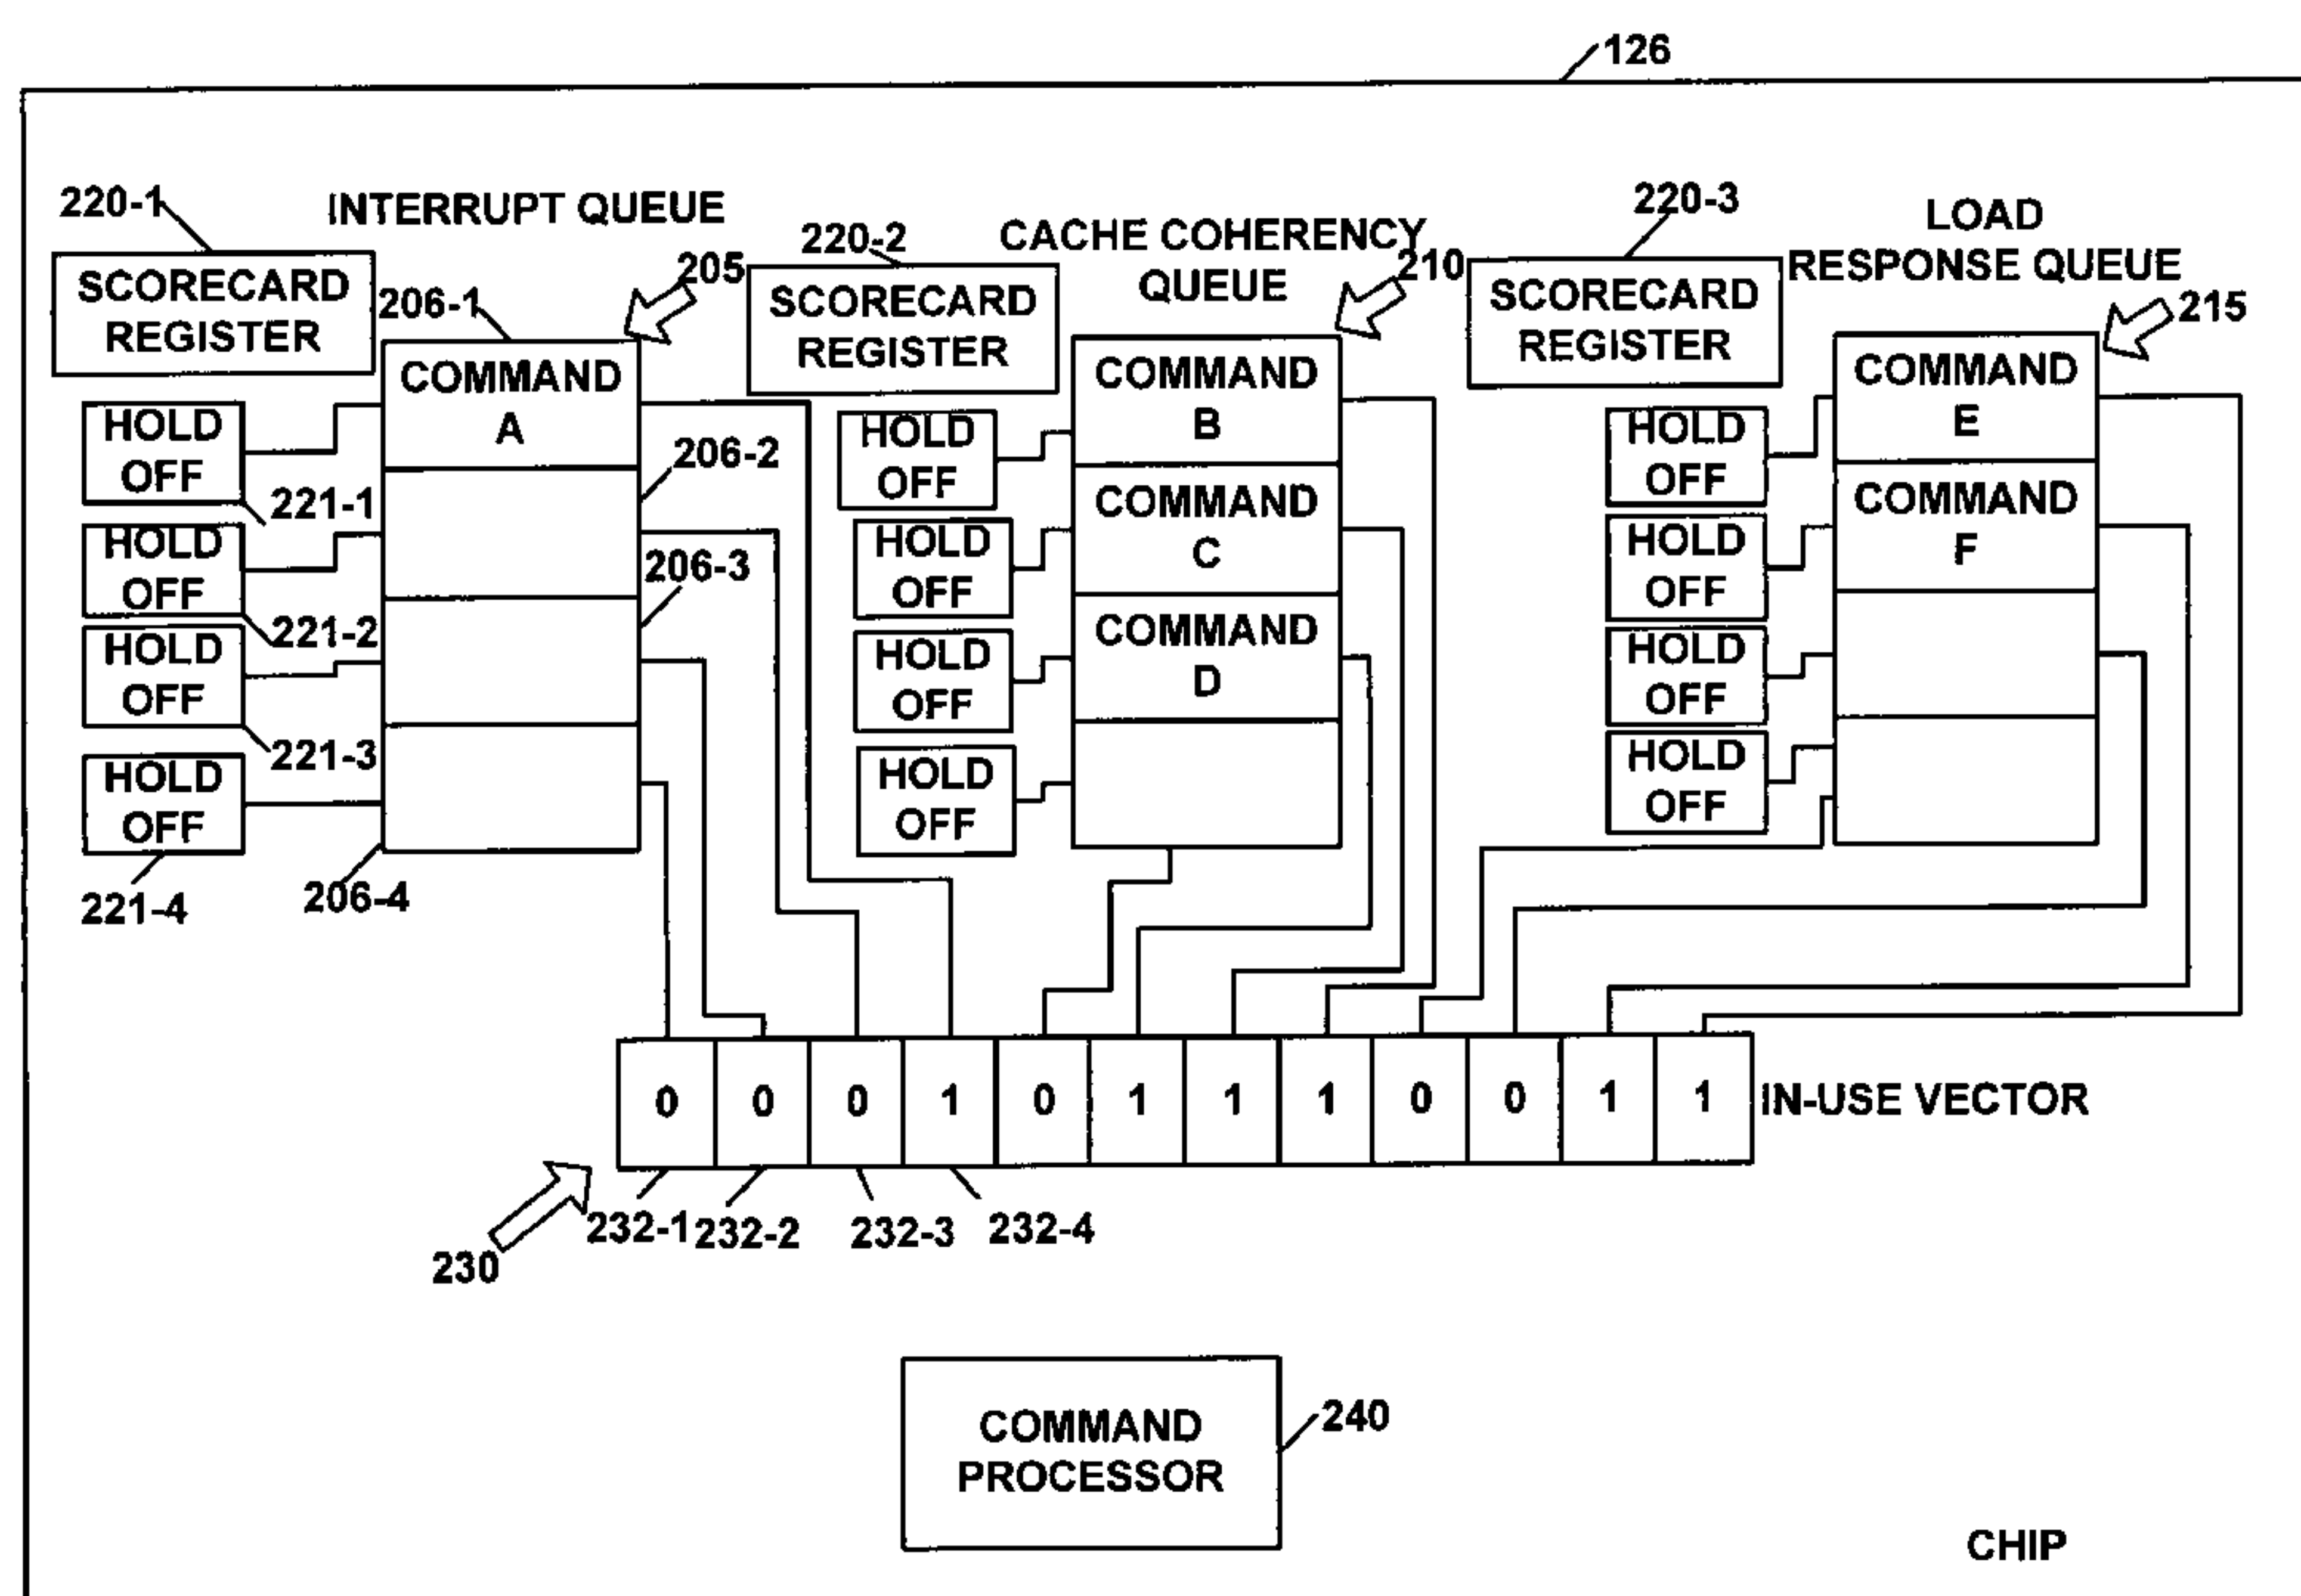 126
220-1
INTERRUPT QUEUE
220-2
CACHE COHERENCY
QUEUE
220-3
LOAD
RESPONSE QUEUE
SCORECARD
REGISTER
206-1
205
SCORECARD
REGISTER
210
SCORECARD
REGISTER
215
COMMAND
A
206-2
206-3
HOLD
OFF
221-1
HOLD
OFF
221-2
HOLD
OFF
221-3
HOLD
OFF
221-4
206-4
COMMAND
B
COMMAND
C
COMMAND
D
HOLD
OFF
HOLD
OFF
HOLD
OFF
HOLD
OFF
COMMAND
E
COMMAND
F
HOLD
OFF
HOLD
OFF
HOLD
OFF
HOLD
OFF
0 0 0 1 0 1 1 1 0 0 1 1 IN-USE VECTOR
230
232-1 232-2 232-3 232-4
COMMAND
PROCESSOR
240
CHIP